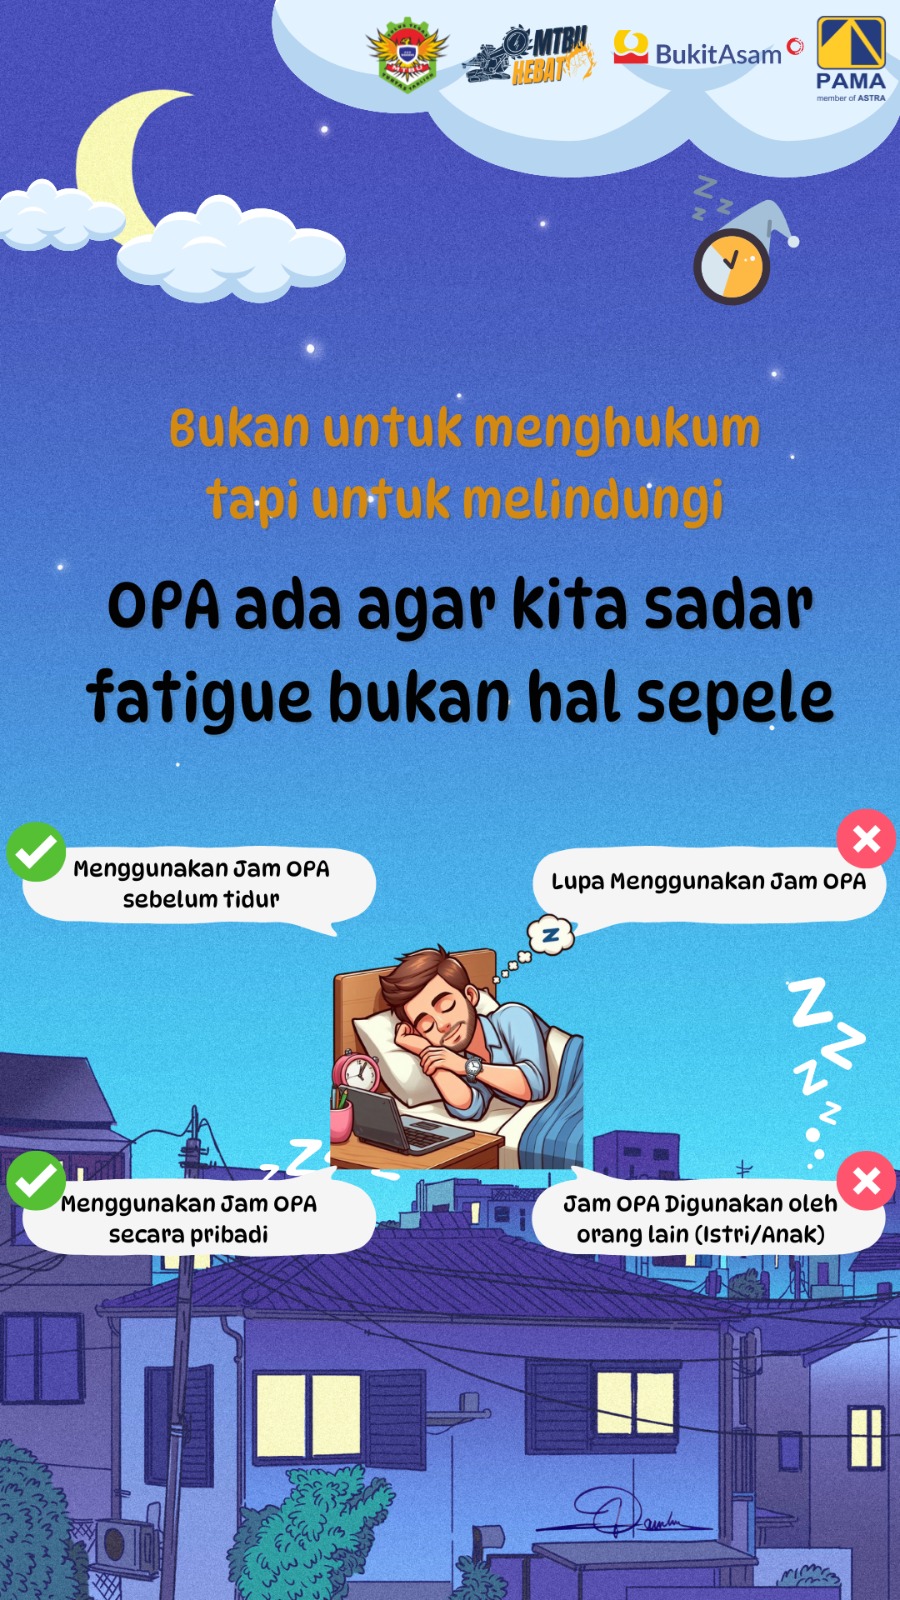 MTBU
HEBAT
BukitAsam
PAMA
member of ASTRA
Z
z
z
Bukan untuk menghukum
tapi untuk melindungi
OPA ada agar kita sadar
fatigue bukan hal sepele
Menggunakan Jam OPA
sebelum tidur
Lupa Menggunakan Jam OPA
z
Z
Z
Z
z
z
Z
Menggunakan Jam OPA
secara pribadi
Jam OPA Digunakan oleh
orang lain (Istri/Anak)